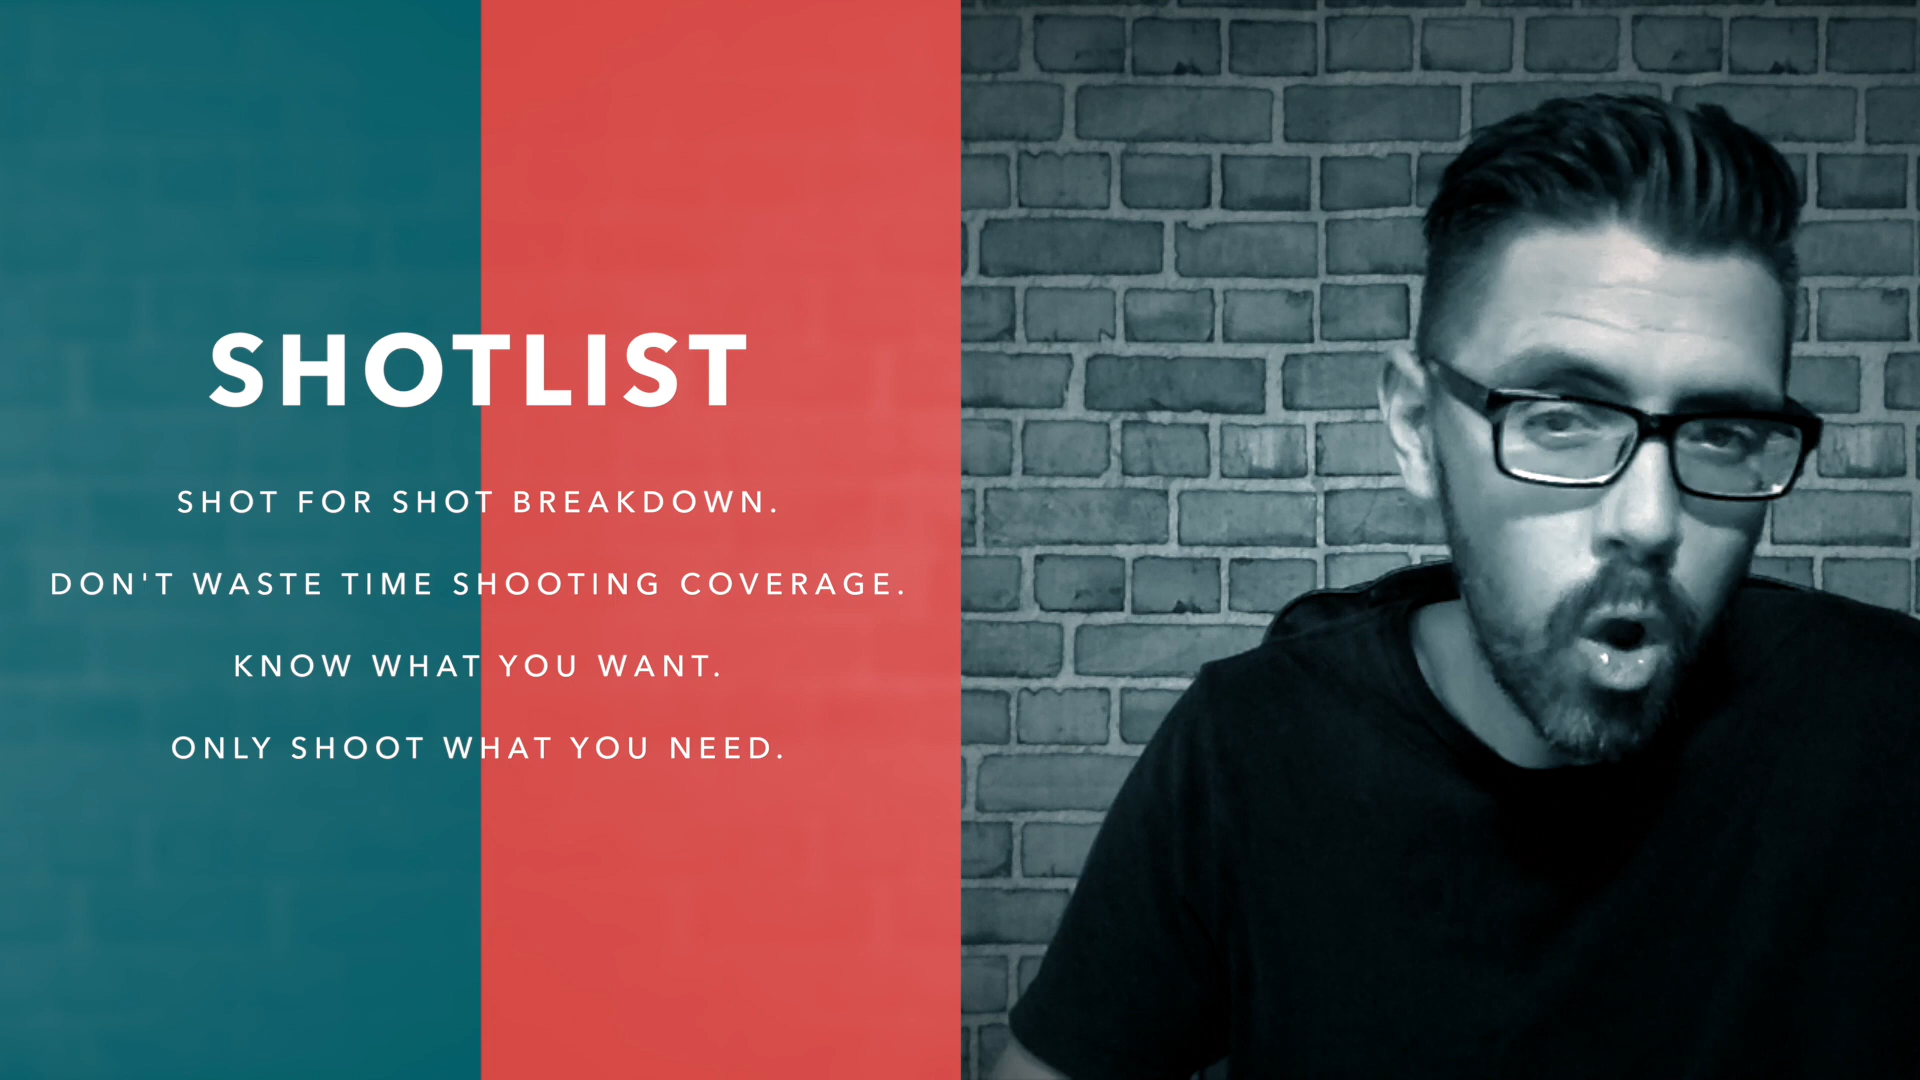 SHOTLIST
SHOT FOR SHOT BREAKDOWN.
DON'T WASTE TIME SHOOTING COVERAGE.
KNOW WHAT YOU WANT.
ONLY SHOOT WHAT YOU NEED.